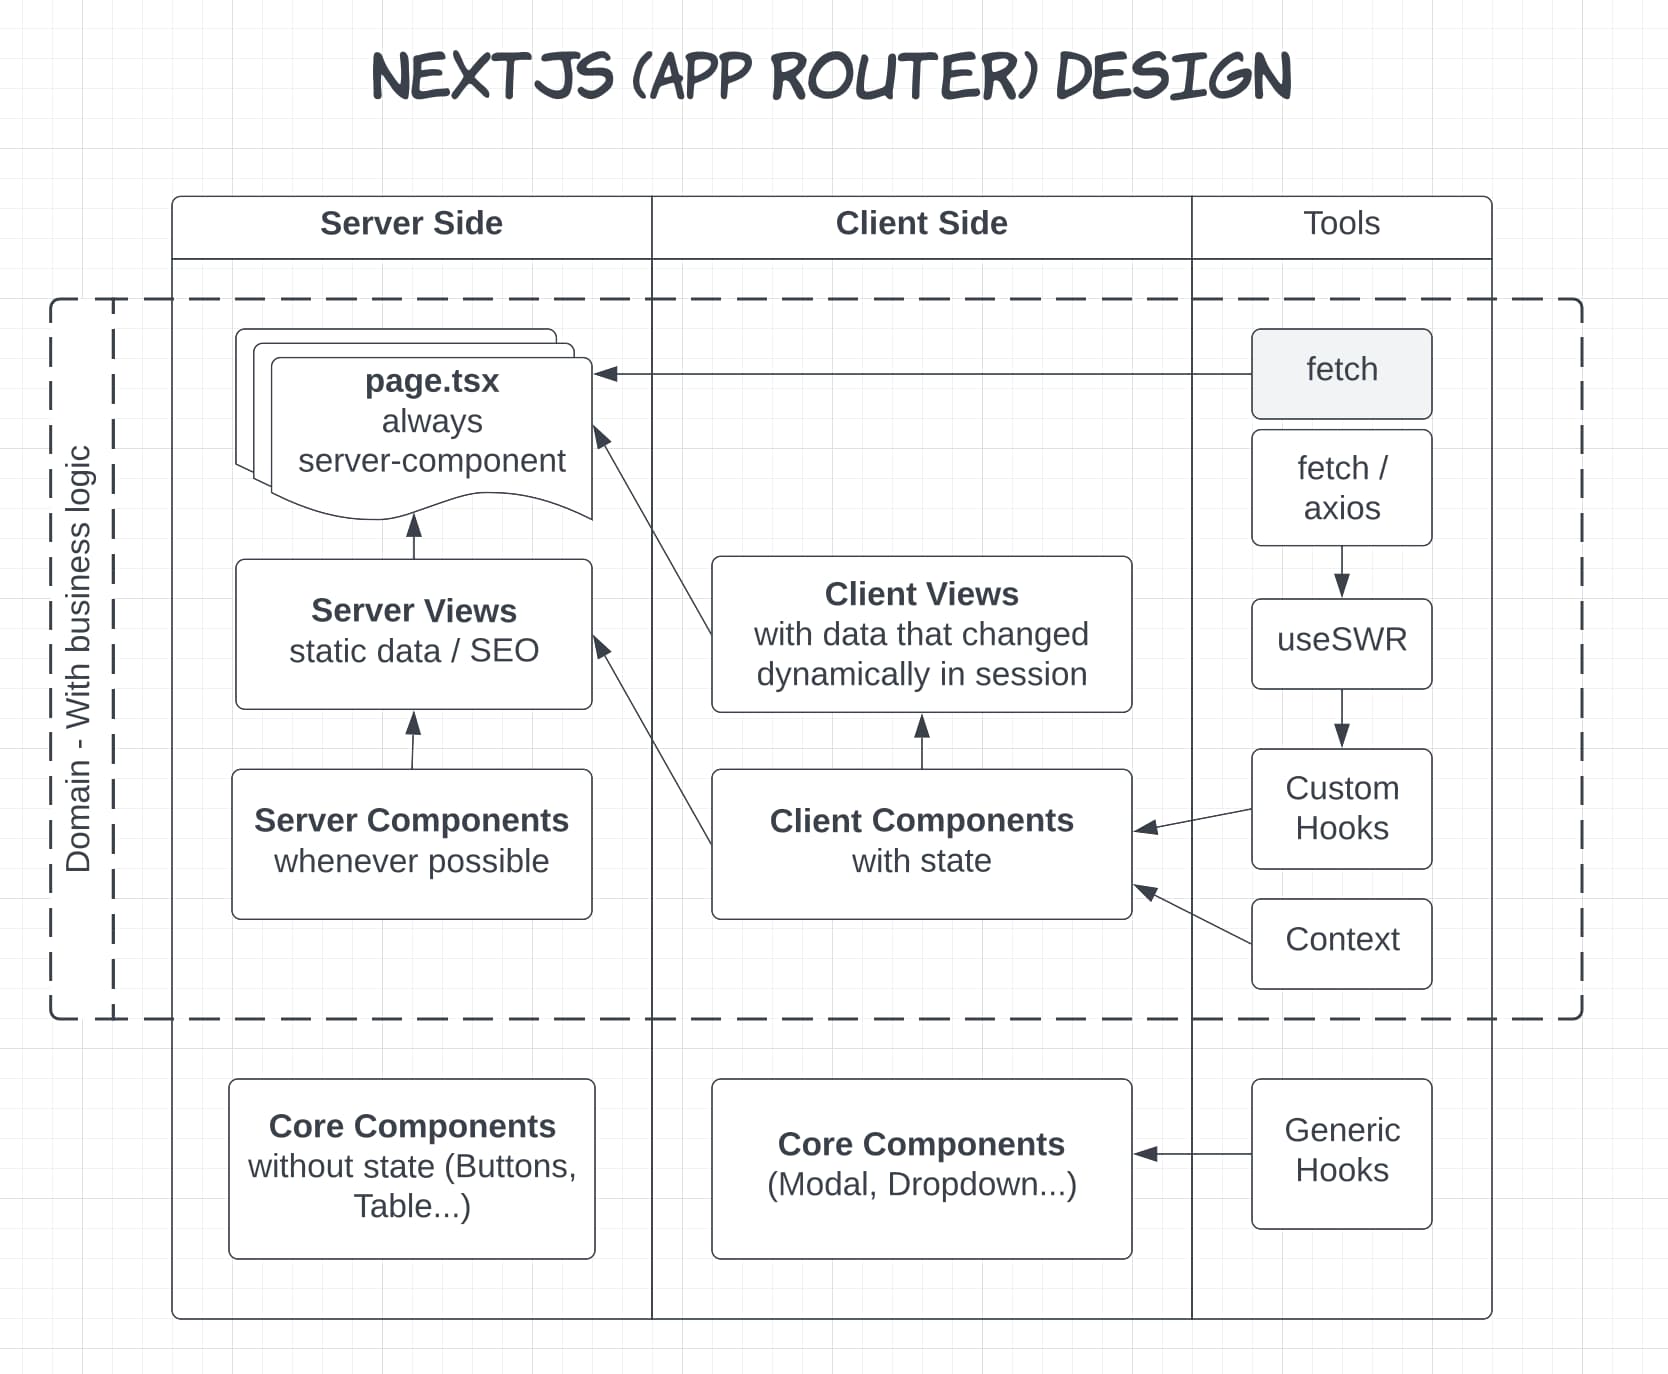 NEXTJS (APP ROUTER) DESIGN
Server Side
Client Side
Tools
Domain - With business logic
page.tsx
always
server-component
fetch
fetch /
axios
Server Views
static data / SEO
Client Views
with data that changed
dynamically in session
useSWR
Server Components
whenever possible
Client Components
with state
Custom
Hooks
Context
Core Components
without state (Buttons,
Table...)
Core Components
(Modal, Dropdown...)
Generic
Hooks